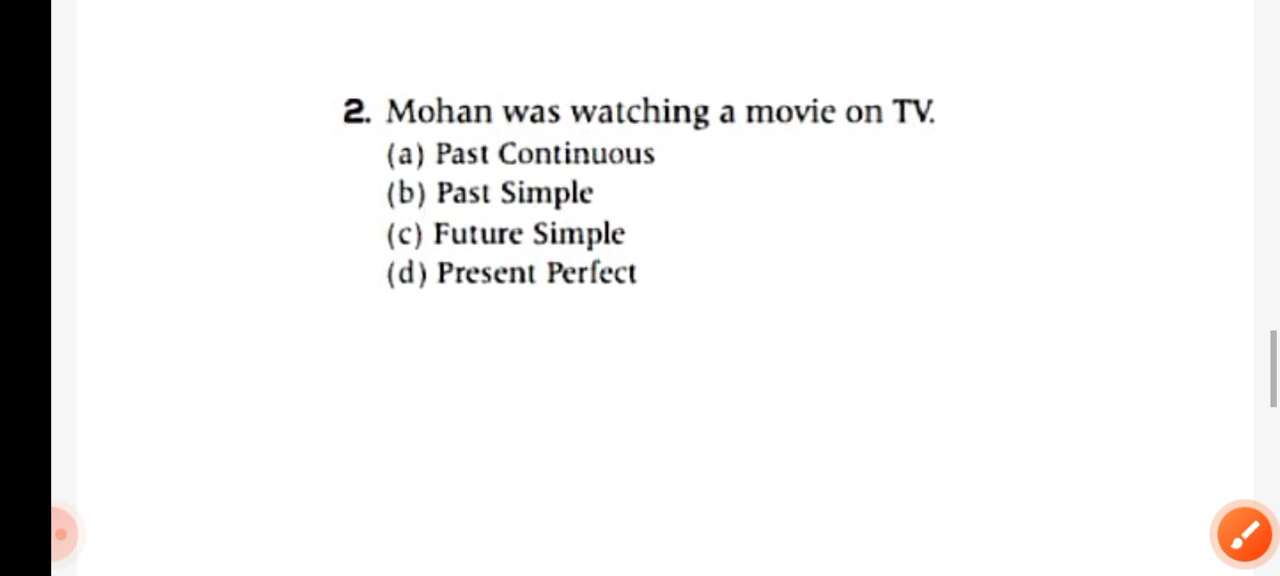 2. Mohan was watching a movie on TV.
(a) Past Continuous
(b) Past Simple
(c) Future Simple
(d) Present Perfect